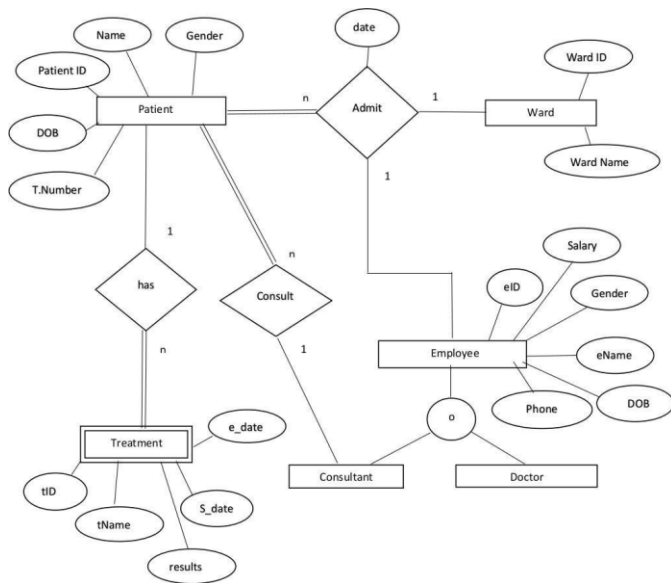 Name
Gender
date
Patient ID
Ward ID
Patient
n
Admit
1
Ward
DOB
Ward Name
T.Number
1
1
n
Salary
has
Consult
eID
Gender
n
1
Employee
eName
Phone
DOB
e_date
o
Treatment
Consultant
Doctor
tID
S_date
tName
results